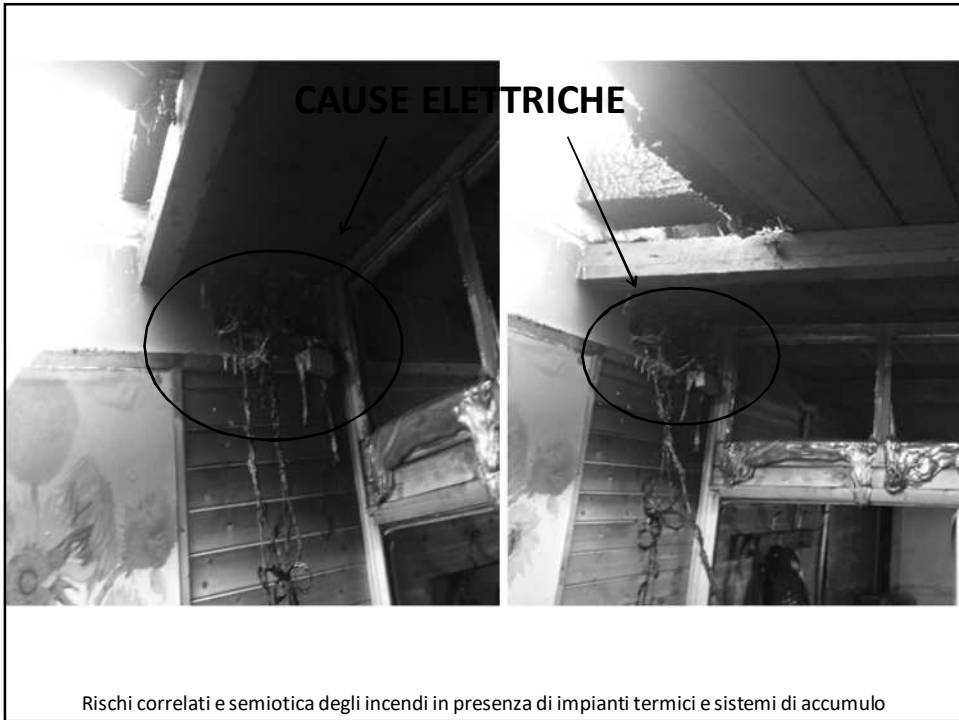 CAUSE ELETTRICHE
Rischi correlati e semiotica degli incendi in presenza di impianti termici e sistemi di accumulo